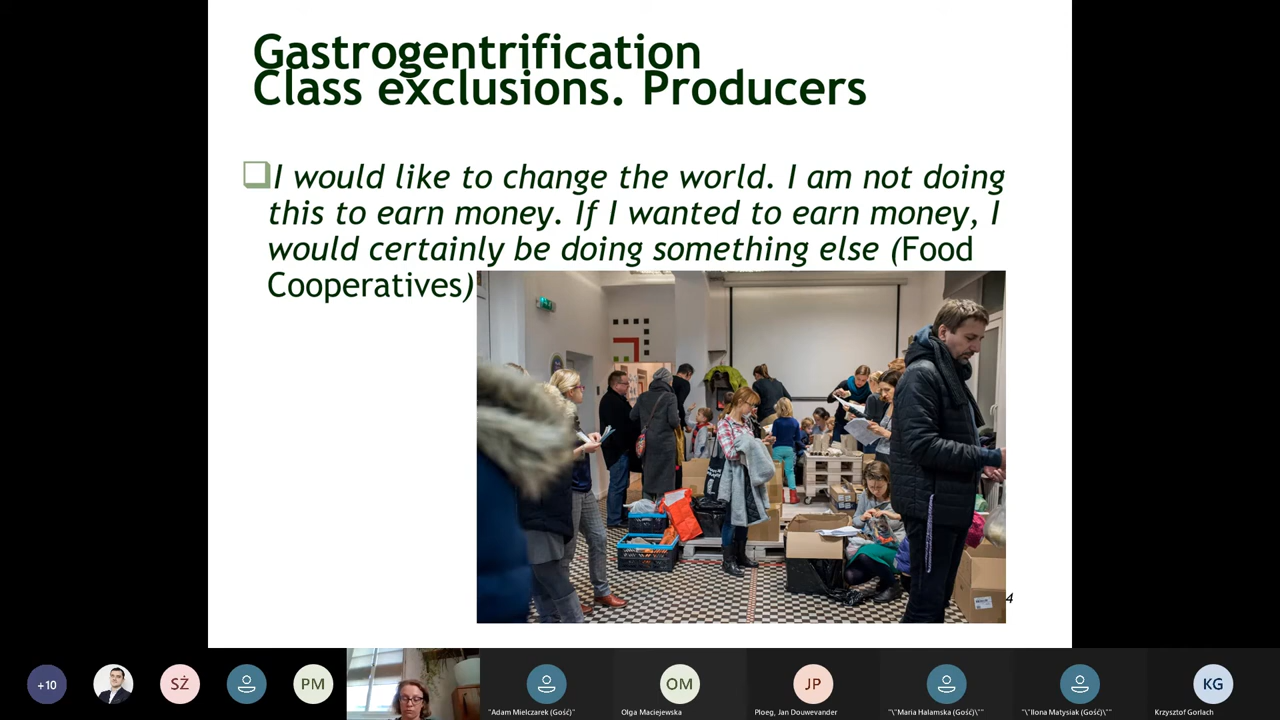 Gastrogentrification
Class exclusions. Producers
I would like to change the world. I am not doing
this to earn money. If I wanted to earn money, I
would certainly be doing something else (Food
Cooperatives)
4
+10
SŻ
PM
OM
JP
KG
"Adam Mielczarek (Gość)"
Olga Maciejewska
Ploeg, Jan Douwevander
"\"Maria Halamska (Gość)\""
"\"Ilona Matysiak (Gość)\""
Krzysztof Gorlach